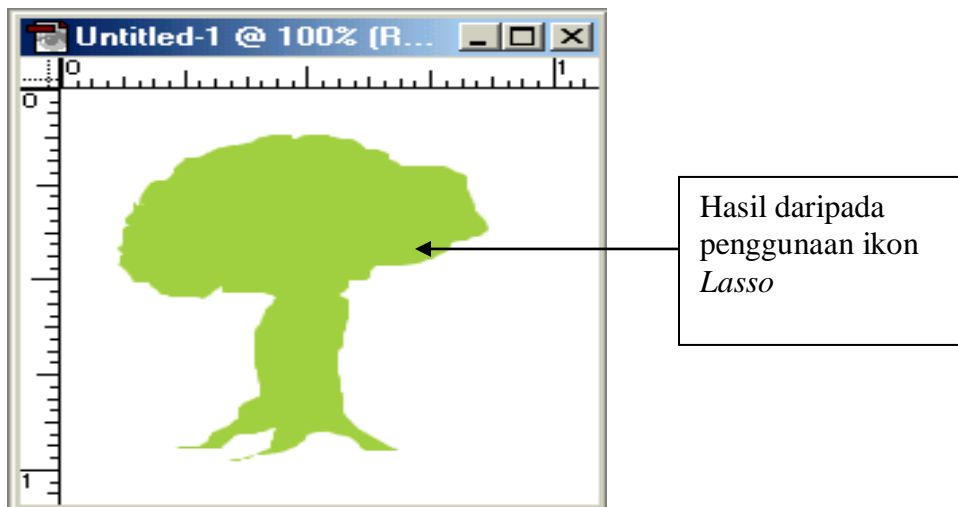 Untitled-1 @ 100% (R...
0 1
0
1
Hasil daripada
penggunaan ikon
Lasso